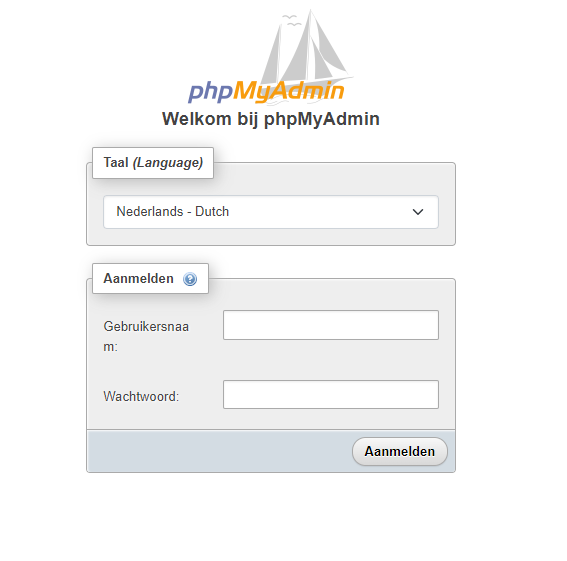 phpMyAdmin
Welkom bij phpMyAdmin
Taal (Language)
Nederlands - Dutch
Aanmelden
Gebruikersnaa
m:
Wachtwoord:
Aanmelden